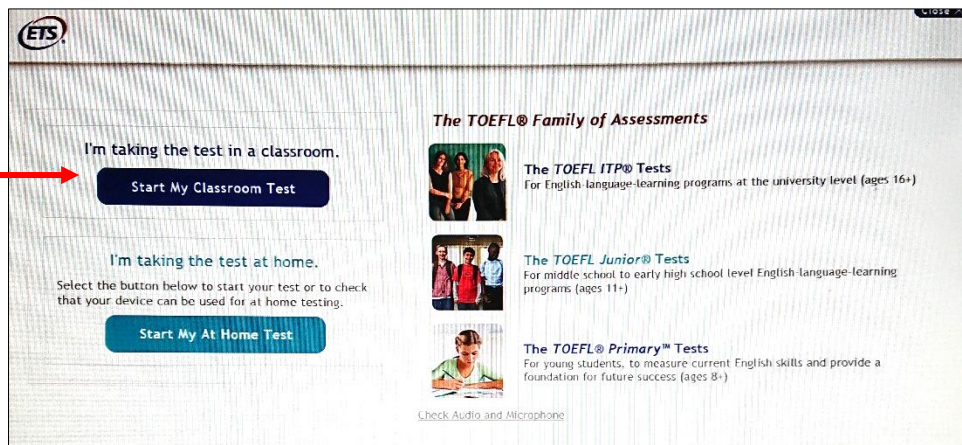 ETS
Close
I'm taking the test in a classroom.
Start My Classroom Test
I'm taking the test at home.
Select the button below to start your test or to check
that your device can be used for at home testing.
Start My At Home Test
The TOEFL® Family of Assessments
The TOEFL ITP® Tests
For English-language-learning programs at the university level (ages 16+)
The TOEFL Junior® Tests
For middle school to early high school level English-language-learning
programs (ages 11+)
The TOEFL® Primary™ Tests
For young students, to measure current English skills and provide a
foundation for future success (ages 8+)
Check Audio and Microphone